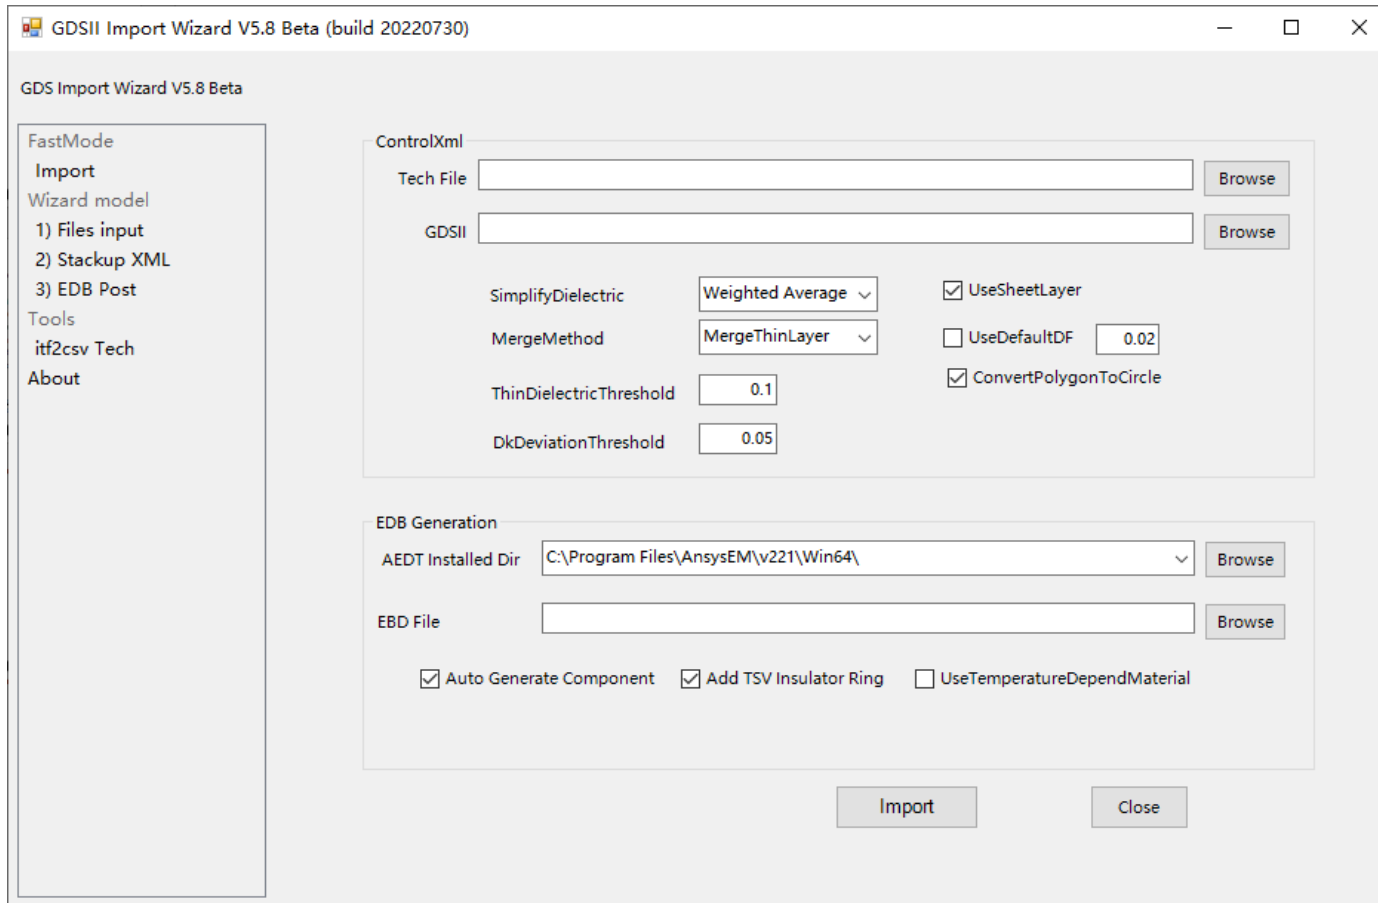 GDSII Import Wizard V5.8 Beta (build 20220730)
GDS Import Wizard V5.8 Beta
FastMode
Import
Wizard model
1) Files input
2) Stackup XML
3) EDB Post
Tools
itf2csv Tech
About
ControlXml
Tech File
Browse
GDSII
Browse
SimplifyDielectric
Weighted Average
UseSheetLayer
MergeMethod
MergeThinLayer
UseDefaultDF
0.02
ConvertPolygonToCircle
ThinDielectricThreshold
0.1
DkDeviationThreshold
0.05
EDB Generation
AEDT Installed Dir
C:\Program Files\AnsysEM\v221\Win64\
Browse
EBD File
Browse
Auto Generate Component
Add TSV Insulator Ring
UseTemperatureDependMaterial
Import
Close